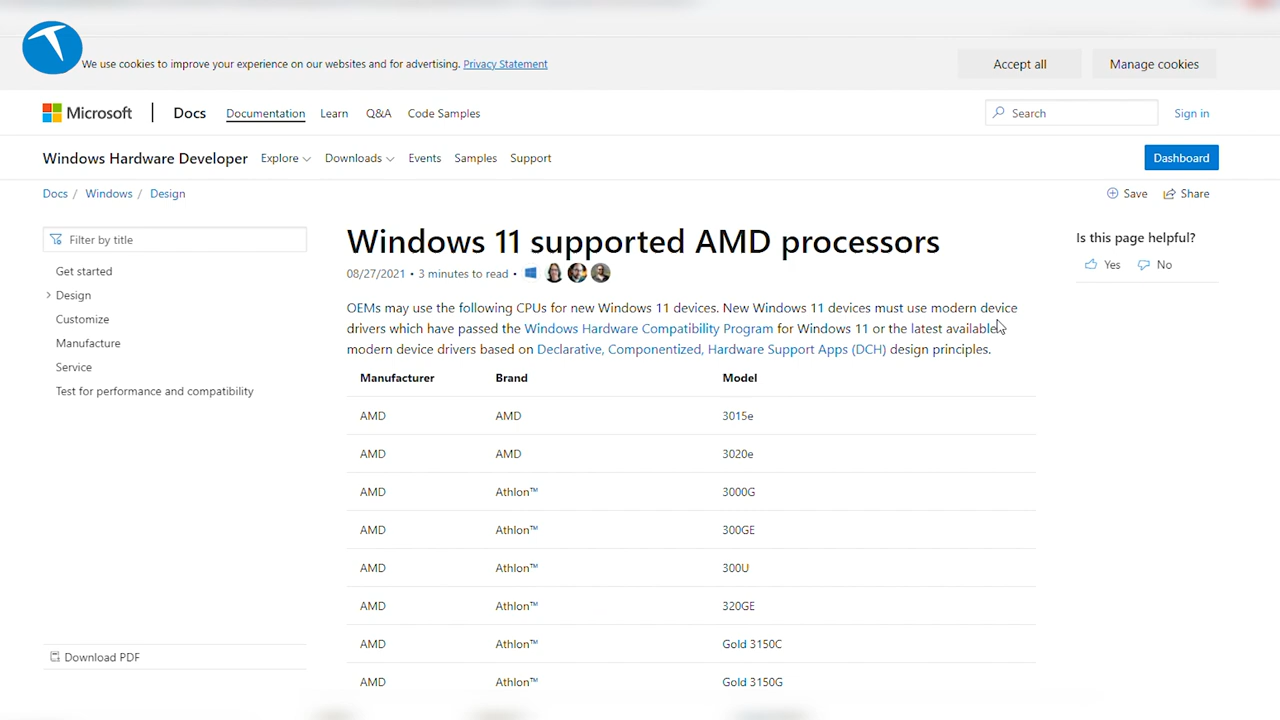 We use cookies to improve your experience on our websites and for advertising. Privacy Statement
Accept all
Manage cookies
Microsoft
Docs
Documentation
Learn
Q&A
Code Samples
Search
Sign in
Windows Hardware Developer
Explore
Downloads
Events
Samples
Support
Dashboard
Docs / Windows / Design
Save
Share
Filter by title
Get started
Design
Customize
Manufacture
Service
Test for performance and compatibility
Download PDF
Windows 11 supported AMD processors
08/27/2021 • 3 minutes to read •
OEMs may use the following CPUs for new Windows 11 devices. New Windows 11 devices must use modern device
drivers which have passed the Windows Hardware Compatibility Program for Windows 11 or the latest available
modern device drivers based on Declarative, Componentized, Hardware Support Apps (DCH) design principles.
Manufacturer Brand Model
AMD AMD 3015e
AMD AMD 3020e
AMD Athlon™ 3000G
AMD Athlon™ 300GE
AMD Athlon™ 300U
AMD Athlon™ 320GE
AMD Athlon™ Gold 3150C
AMD Athlon™ Gold 3150G
Is this page helpful?
Yes
No